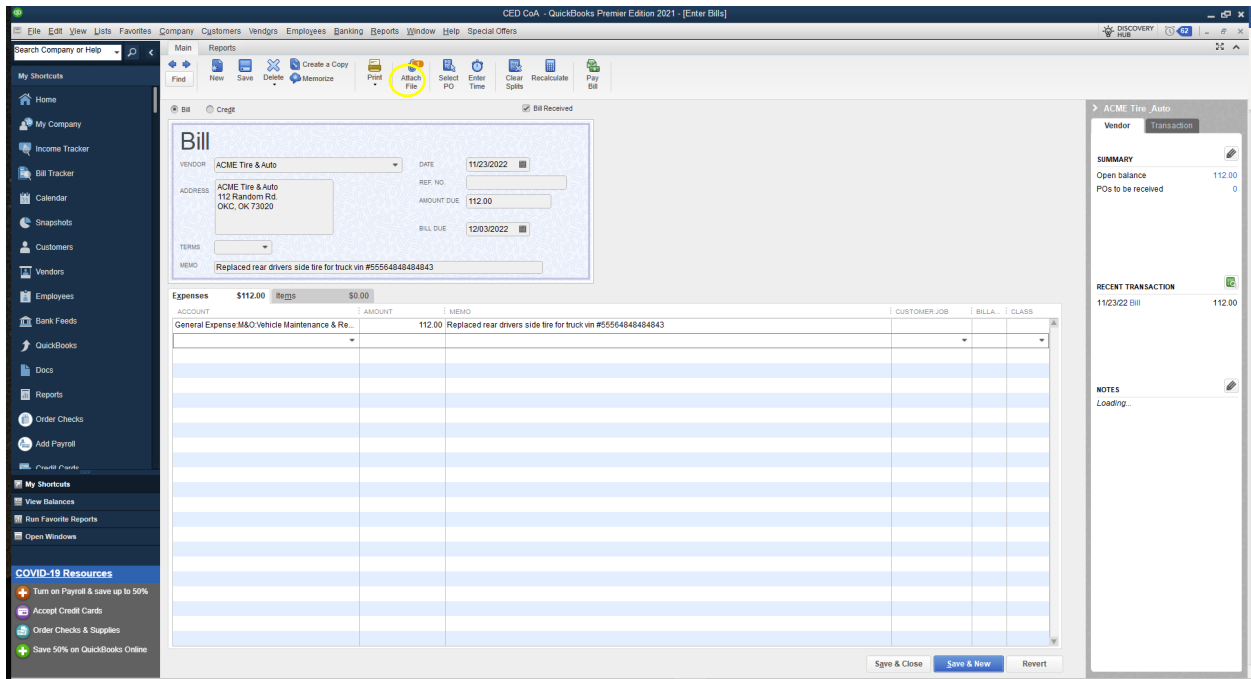 CED CoA - QuickBooks Premier Edition 2021 - [Enter Bills]
File Edit View Lists Favorites Company Customers Vendors Employees Banking Reports Window Help Special Offers
DISCOVERY HUB 62
Search Company or Help
Main Reports
My Shortcuts
Find New Save Delete Create a Copy Memorize Print Attach File Select PO Enter Time Clear Splits Recalculate Pay Bill
Home
My Company
Income Tracker
Bill Tracker
Calendar
Snapshots
Customers
Vendors
Employees
Bank Feeds
QuickBooks
Docs
Reports
Order Checks
Add Payroll
Credit Cards
My Shortcuts
View Balances
Run Favorite Reports
Open Windows
COVID-19 Resources
Turn on Payroll & save up to 50%
Accept Credit Cards
Order Checks & Supplies
Save 50% on QuickBooks Online
Bill Credit Bill Received
Bill
VENDOR ACME Tire & Auto DATE 11/23/2022
ADDRESS ACME Tire & Auto REF. NO.
112 Random Rd. AMOUNT DUE 112.00
OKC, OK 73020
BILL DUE 12/03/2022
TERMS
MEMO Replaced rear drivers side tire for truck vin #55564848484843
Expenses $112.00 Items $0.00
ACCOUNT AMOUNT MEMO CUSTOMER:JOB BILLA... CLASS
General Expense:M&O:Vehicle Maintenance & Re... 112.00 Replaced rear drivers side tire for truck vin #55564848484843
Save & Close Save & New Revert
ACME Tire_Auto
Vendor Transaction
SUMMARY
Open balance 112.00
POs to be received 0
RECENT TRANSACTION
11/23/22 Bill 112.00
NOTES
Loading...